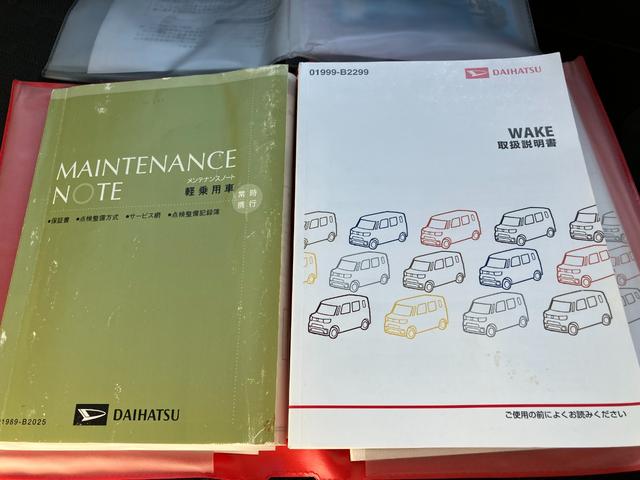 MAINTENANCE
NOTE
メンテナンスノート
軽乗用車
常時
携行
●保証書 ●点検整備方式 ●サービス網 ●点検整備記録簿
DAIHATSU
01989-B2025
01999-B2299
DAIHATSU
WAKE
取扱説明書
ご使用の前によくお読みください